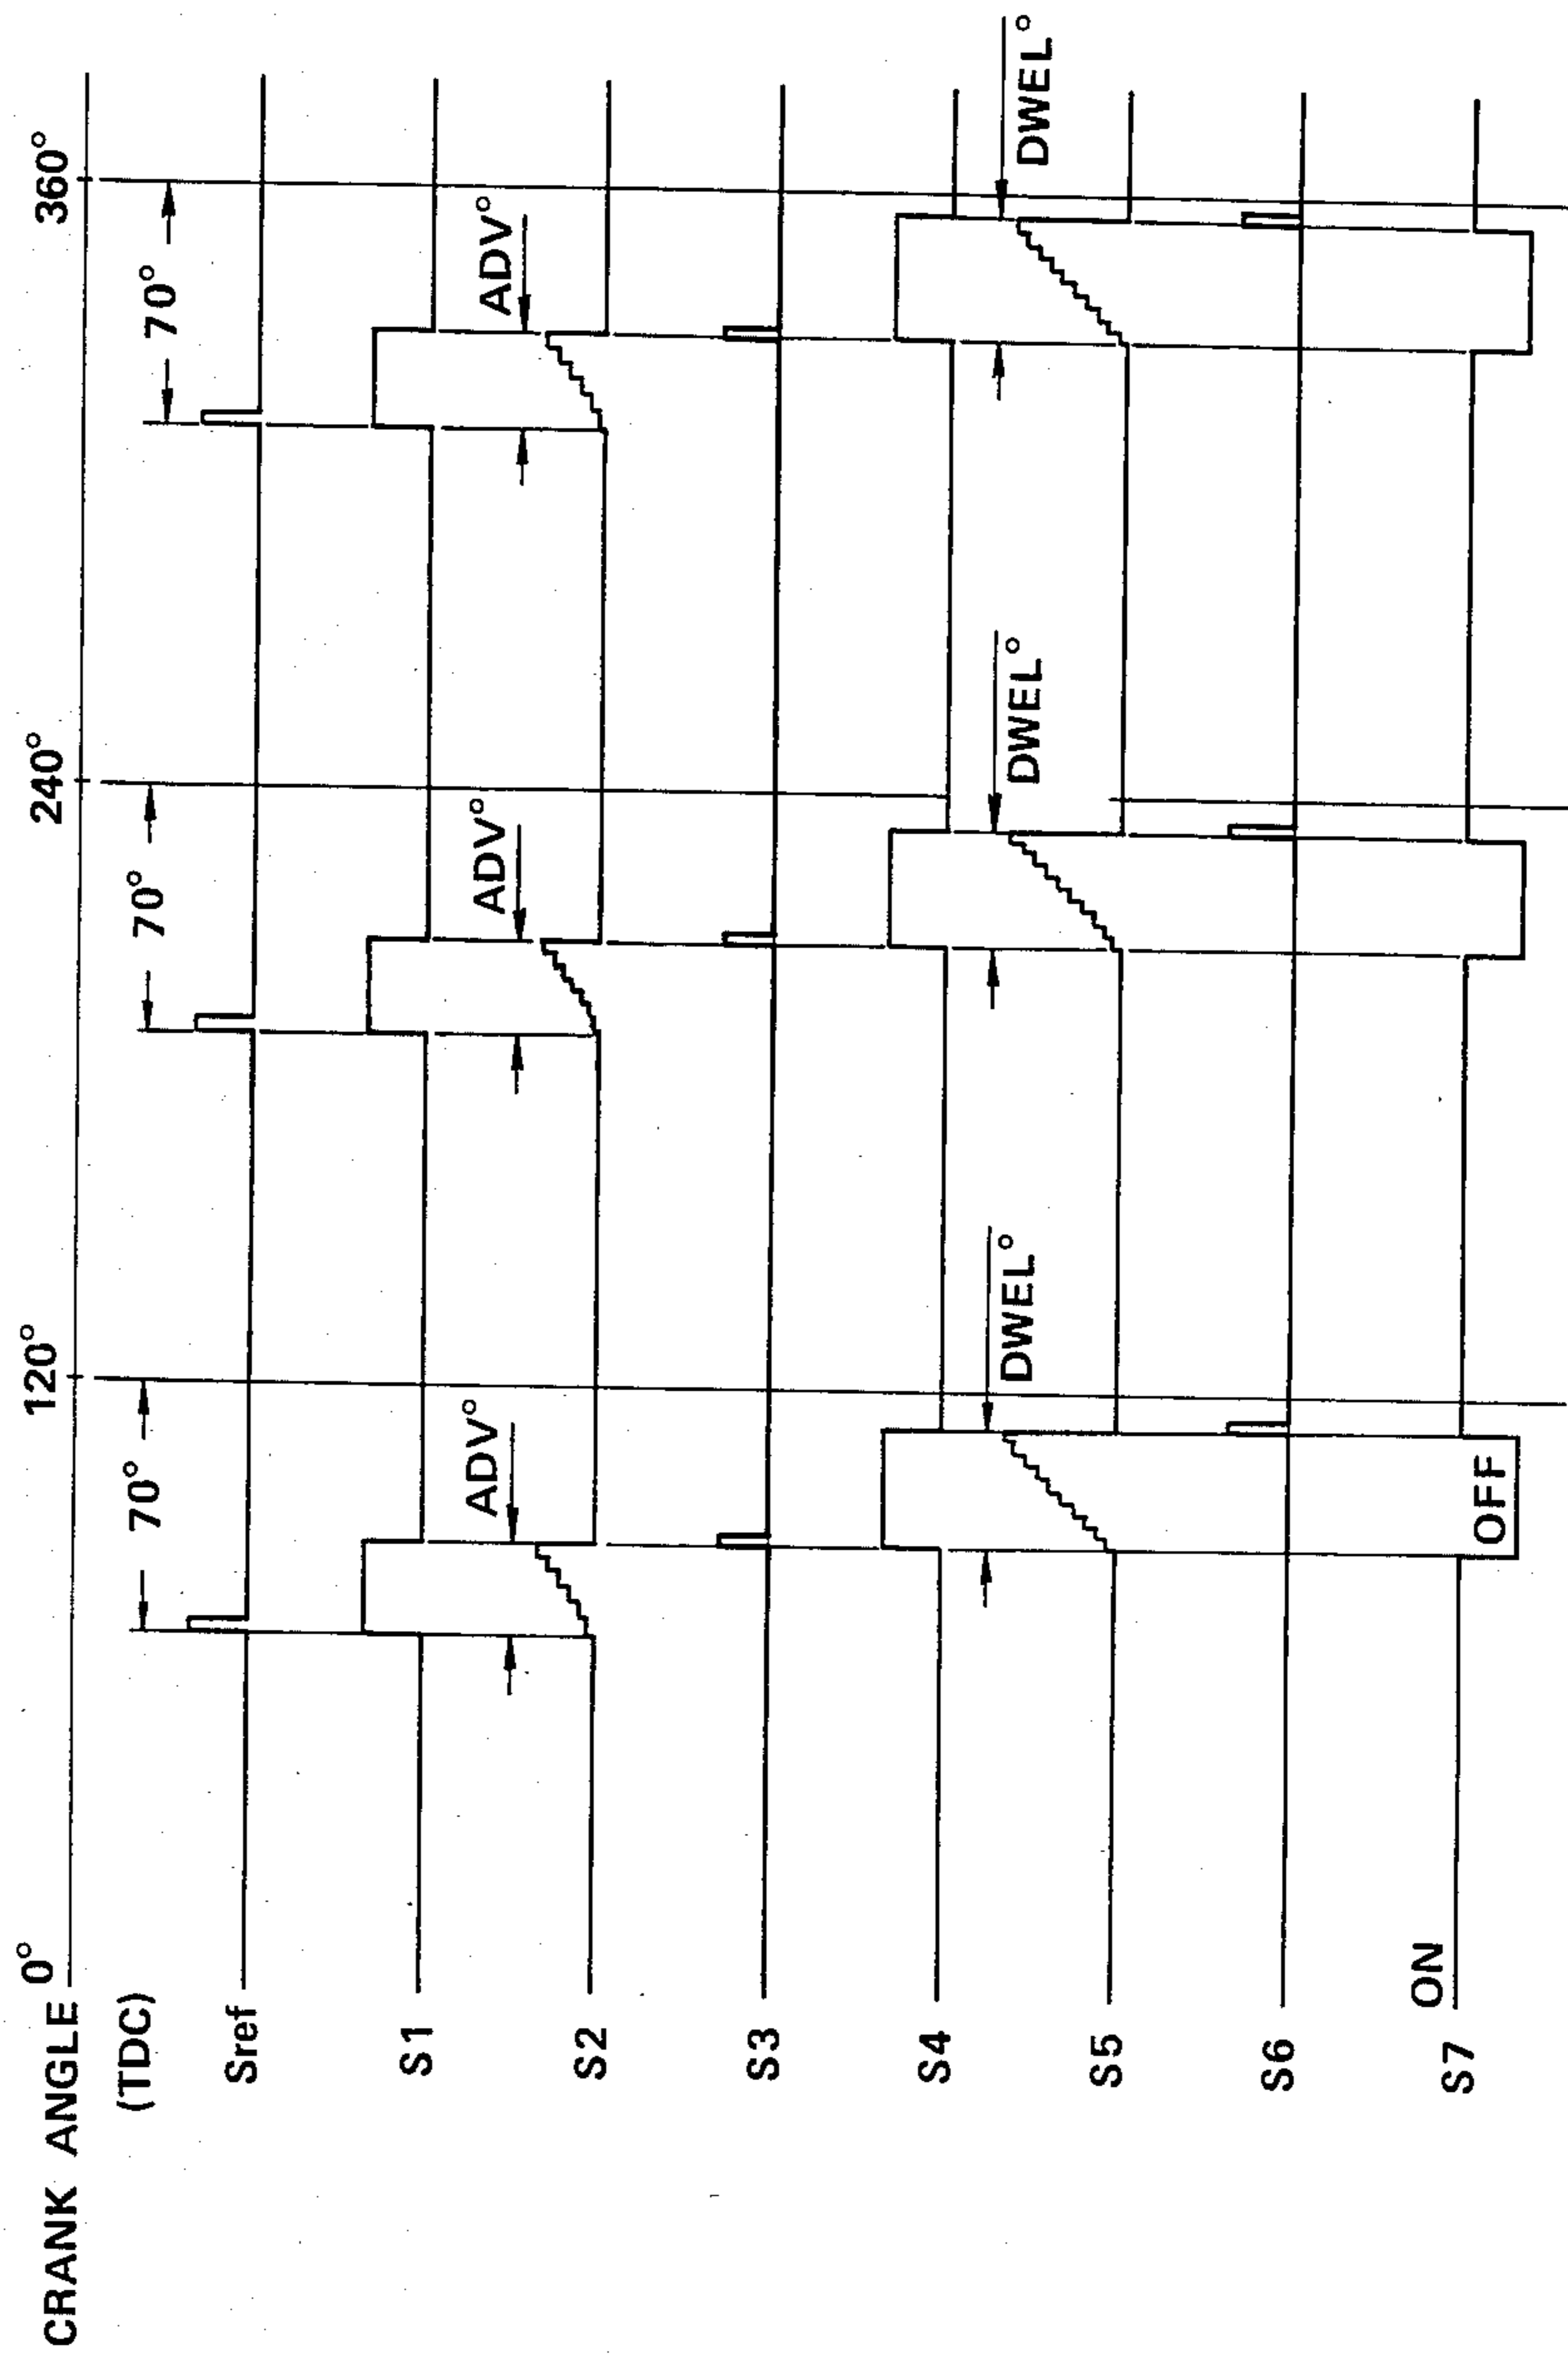 CRANK ANGLE 0° 120° 240° 360°
(TDC) 70° 70° 70°
Sref
S1
ADV° ADV° ADV°
S2
S3
S4
DWEL° DWEL° DWEL°
S5
S6
ON
S7 OFF